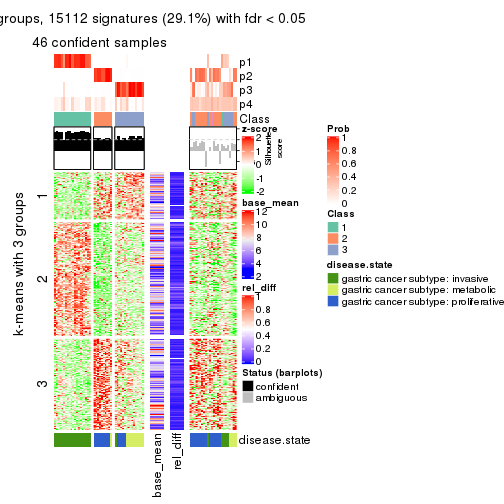 groups, 15112 signatures (29.1%) with fdr < 0.05
46 confident samples
p1
p2
p3
p4
Class
z-score
2
1
0
-1
-2
Silhouette
score
1
2
3
k-means with 3 groups
base_mean
12
10
8
6
4
2
rel_diff
1
0.8
0.6
0.4
0.2
0
Status (barplots)
confident
ambiguous
disease.state
base_mean
rel_diff
Prob
1
0.8
0.6
0.4
0.2
0
Class
1
2
3
disease.state
gastric cancer subtype: invasive
gastric cancer subtype: metabolic
gastric cancer subtype: proliferative